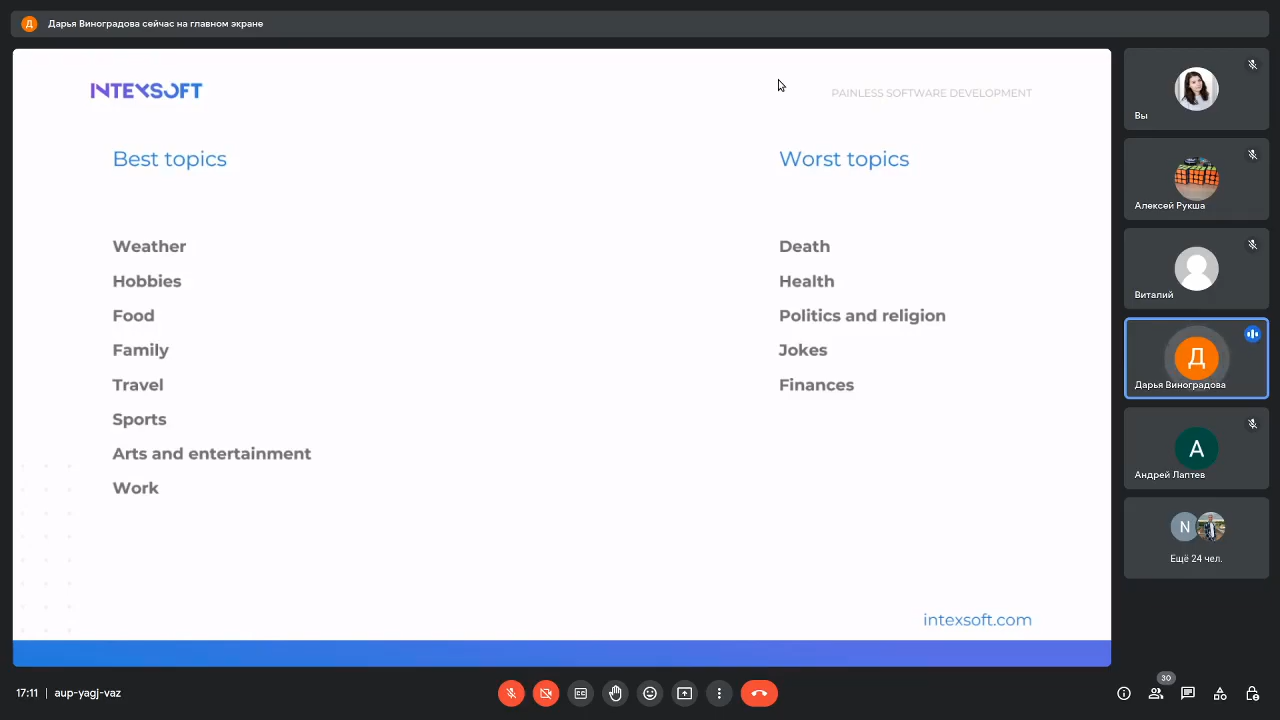 Д Дарья Виноградова сейчас на главном экране
INTEXSOFT
PAINLESS SOFTWARE DEVELOPMENT
Best topics
Weather
Hobbies
Food
Family
Travel
Sports
Arts and entertainment
Work
Worst topics
Death
Health
Politics and religion
Jokes
Finances
intexsoft.com
Вы
Алексей Рукша
Виталий
Д
Дарья Виноградова
А
Андрей Лаптев
N
Ещё 24 чел.
17:11 | aup-yagj-vaz
CC
30